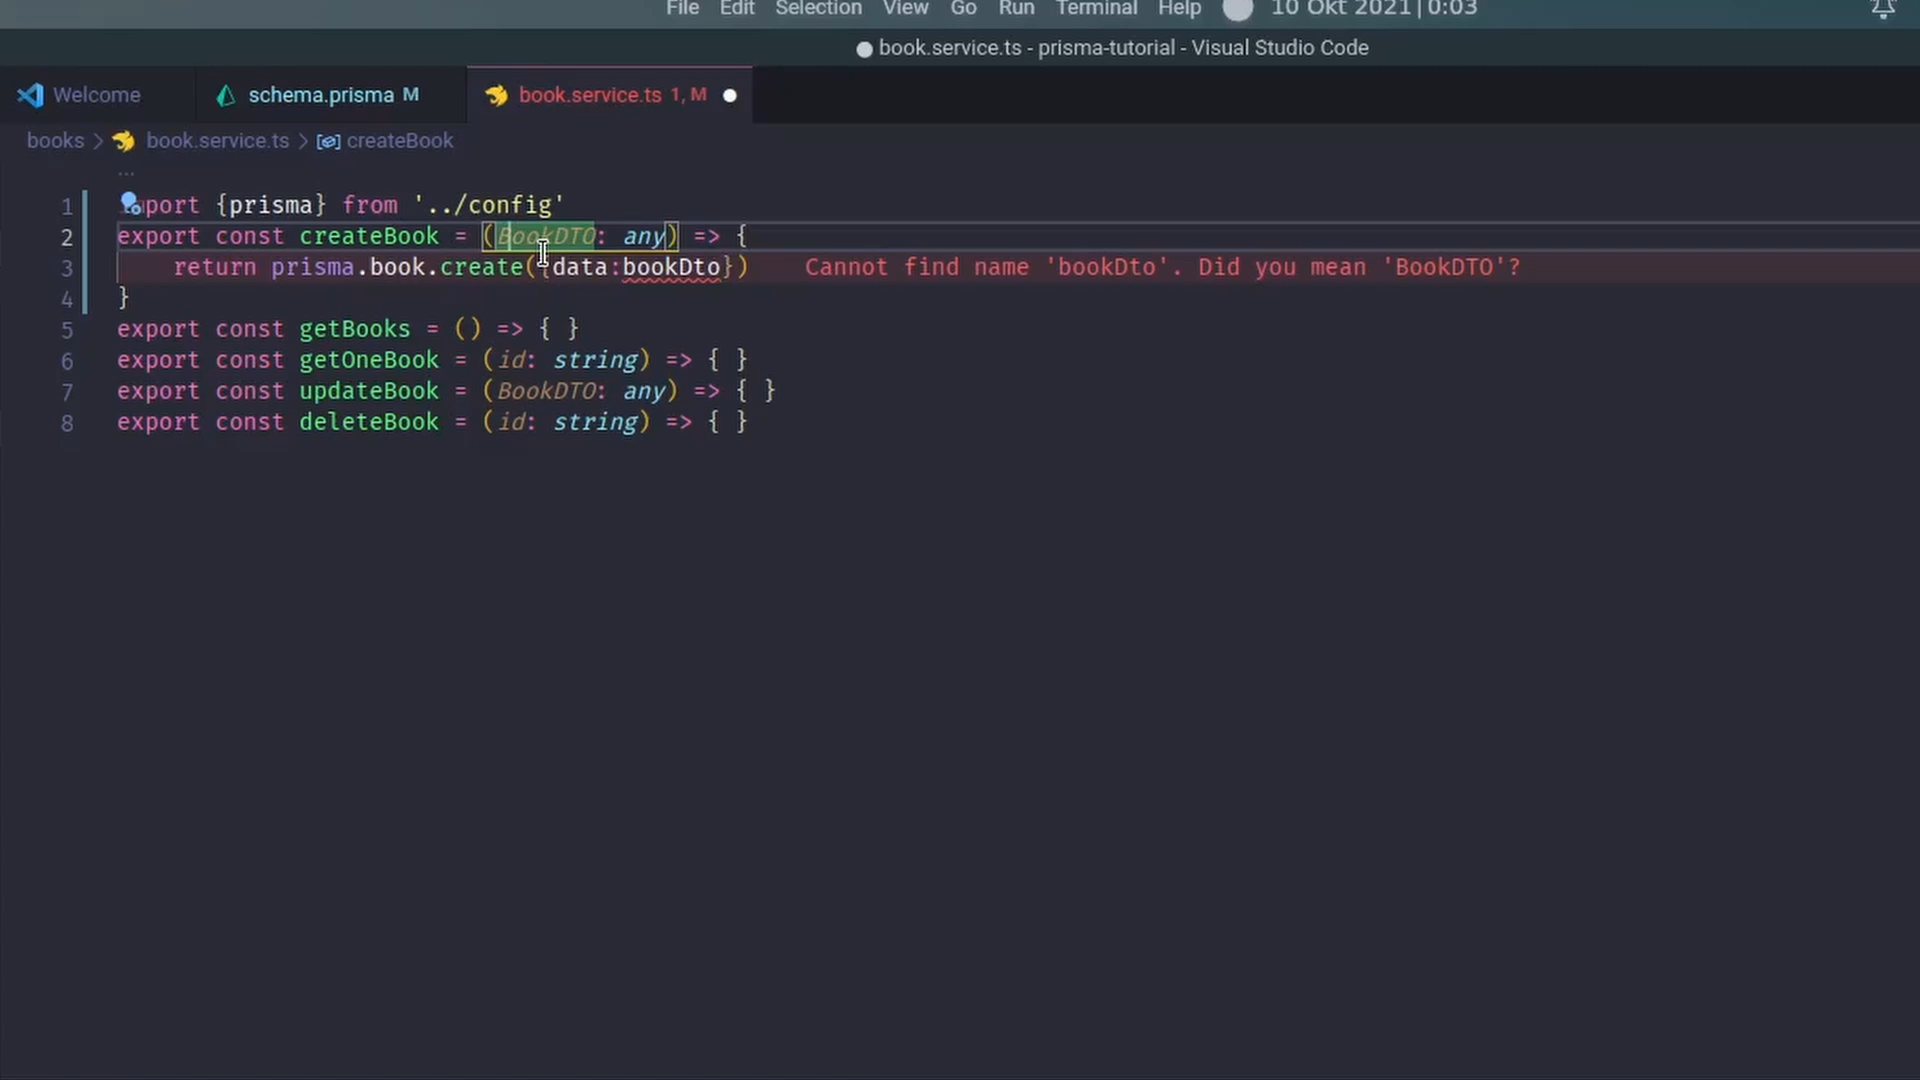 File Edit Selection View Go Run Terminal Help 10 Okt 2021|0:03
book.service.ts - prisma-tutorial - Visual Studio Code
Welcome schema.prisma M book.service.ts 1, M
books > book.service.ts > createBook
...
1 import {prisma} from '../config'
2 export const createBook = (BookDTO: any) => {
3 return prisma.book.create({data:bookDto}) Cannot find name 'bookDto'. Did you mean 'BookDTO'?
4 }
5 export const getBooks = () => { }
6 export const getOneBook = (id: string) => { }
7 export const updateBook = (BookDTO: any) => { }
8 export const deleteBook = (id: string) => { }